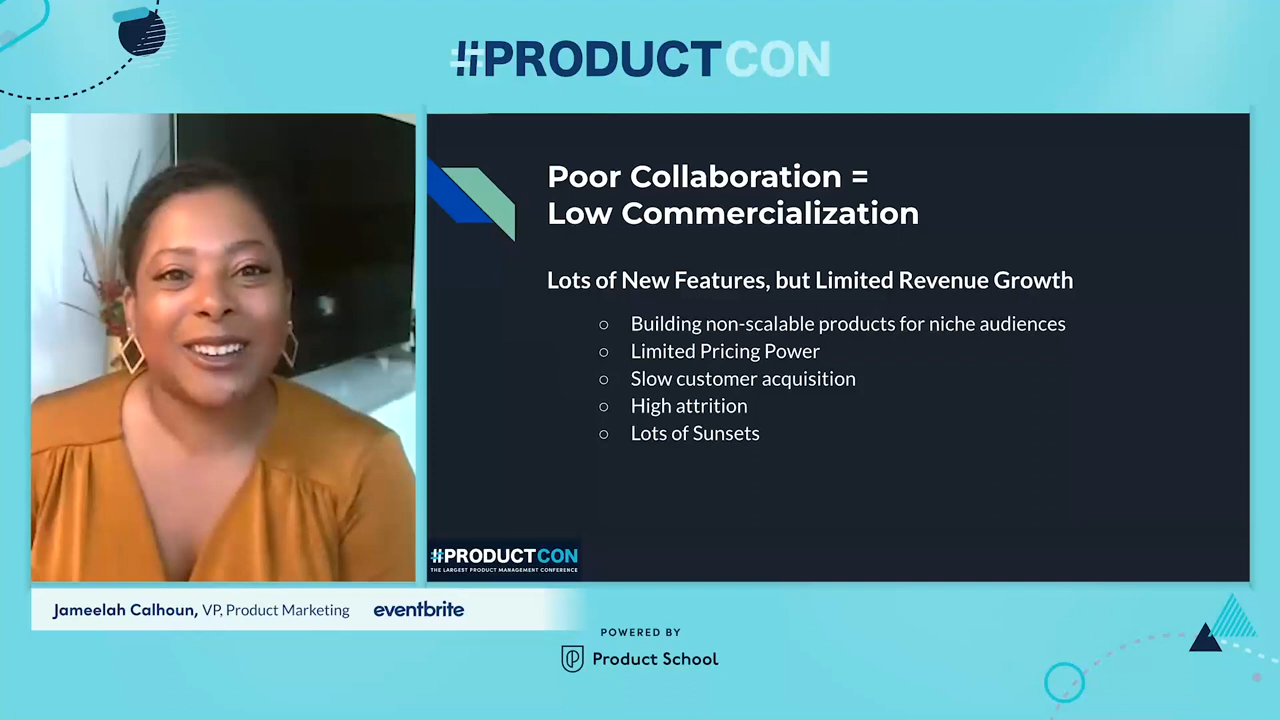 #PRODUCTCON
Poor Collaboration =
Low Commercialization
Lots of New Features, but Limited Revenue Growth
○ Building non-scalable products for niche audiences
○ Limited Pricing Power
○ Slow customer acquisition
○ High attrition
○ Lots of Sunsets
#PRODUCTCON
THE LARGEST PRODUCT MANAGEMENT CONFERENCE
Jameelah Calhoun, VP, Product Marketing eventbrite
POWERED BY
Product School